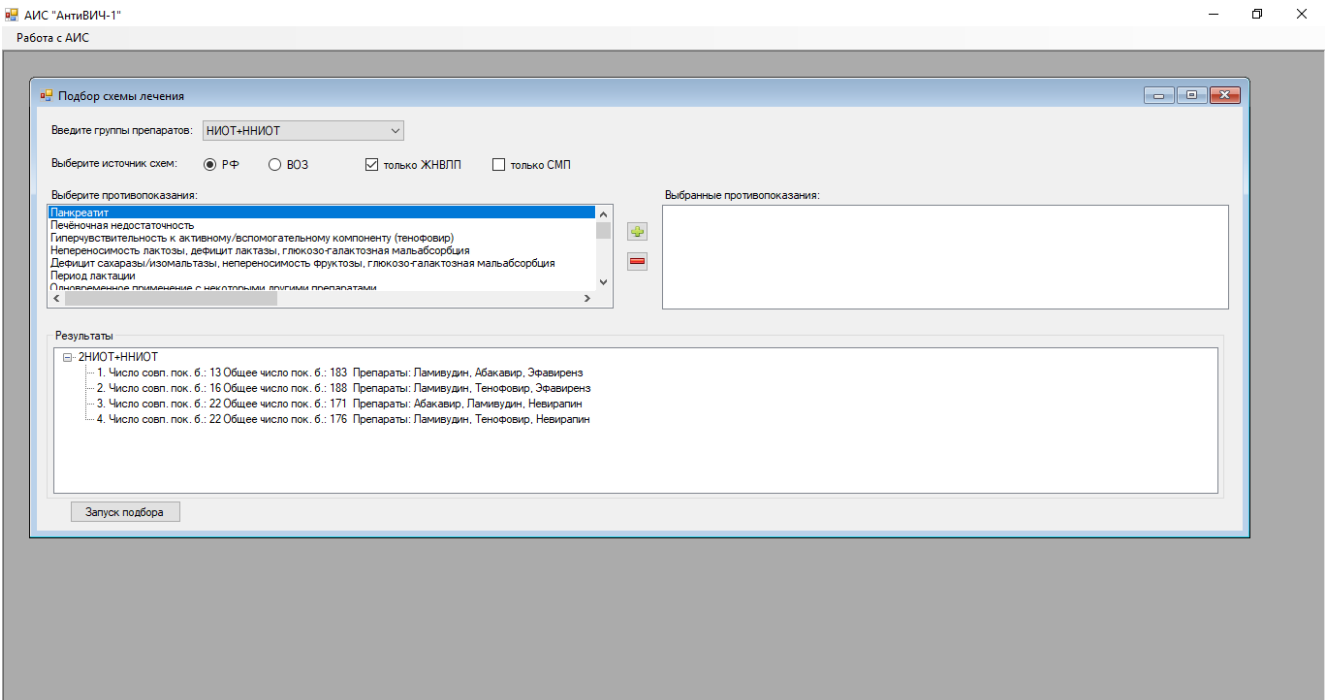 АИС "АнтиВИЧ-1"
Работа с АИС
Подбор схемы лечения
Введите группы препаратов: НИОТ+ННИОТ
Выберите источник схем: РФ ВОЗ только ЖНВЛП только СМП
Выберите противопоказания: Выбранные противопоказания:
Панкреатит
Печёночная недостаточность
Гиперчувствительность к активному/вспомогательному компоненту (тенофовир)
Непереносимость лактозы, дефицит лактазы, глюкозо-галактозная мальабсорбция
Дефицит сахаразы/изомальтазы, непереносимость фруктозы, глюкозо-галактозная мальабсорбция
Период лактации
Одновременное применение с некоторыми другими препаратами
Результаты
2НИОТ+ННИОТ
1. Число совп. пок. б.: 13 Общее число пок. б.: 183 Препараты: Ламивудин, Абакавир, Эфавиренз
2. Число совп. пок. б.: 16 Общее число пок. б.: 188 Препараты: Ламивудин, Тенофовир, Эфавиренз
3. Число совп. пок. б.: 22 Общее число пок. б.: 171 Препараты: Абакавир, Ламивудин, Невирапин
4. Число совп. пок. б.: 22 Общее число пок. б.: 176 Препараты: Ламивудин, Тенофовир, Невирапин
Запуск подбора